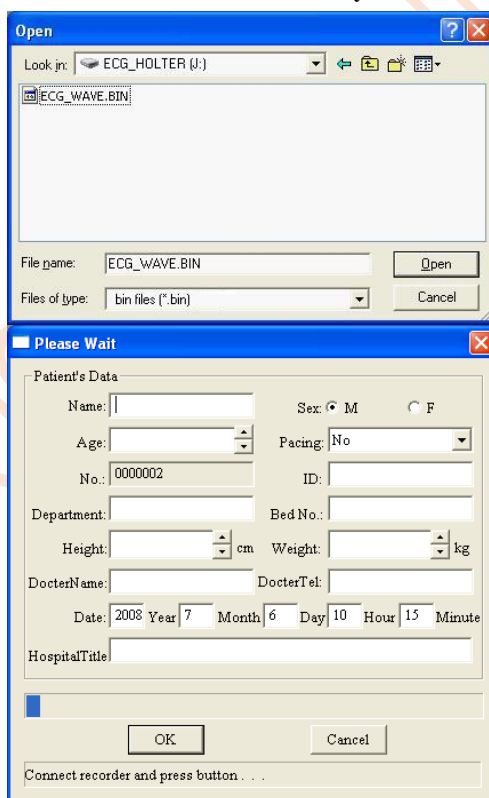 Open
Look in: ECG_HOLTER (J:)
ECG_WAVE.BIN
File name: ECG_WAVE.BIN Open
Files of type: bin files (*.bin) Cancel
Please Wait
Patient's Data
Name: Sex: M F
Age: Pacing: No
No.: 0000002 ID:
Department: Bed No.:
Height: cm Weight: kg
DocterName: DocterTel:
Date: 2008 Year 7 Month 6 Day 10 Hour 15 Minute
HospitalTitle
OK Cancel
Connect recorder and press button . . .